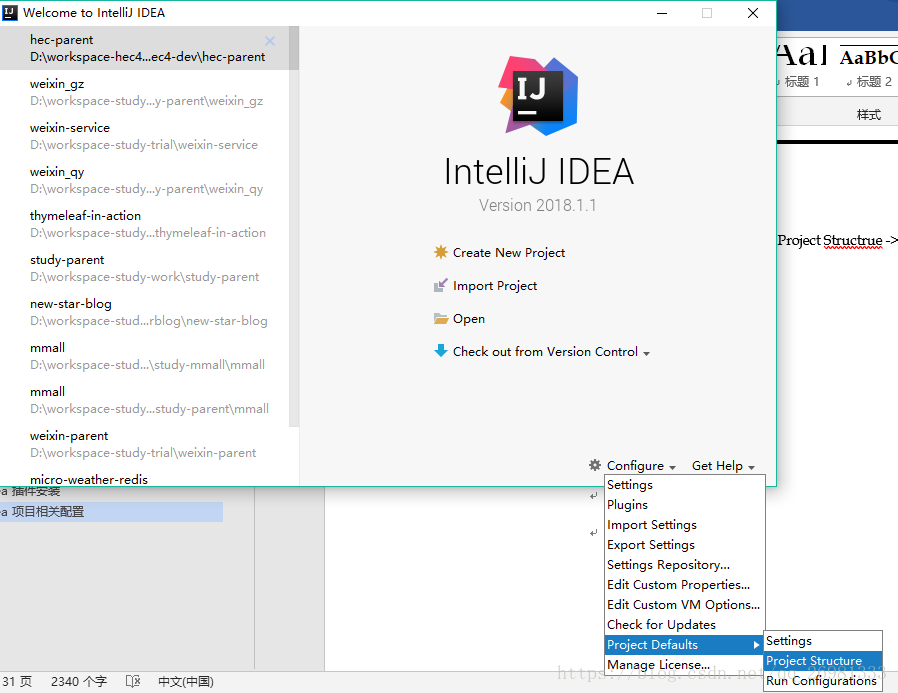 Welcome to IntelliJ IDEA
hec-parent
D:\workspace-hec4...ec4-dev\hec-parent
weixin_gz
D:\workspace-study...y-parent\weixin_gz
weixin-service
D:\workspace-study-trial\weixin-service
weixin_qy
D:\workspace-study...y-parent\weixin_qy
thymeleaf-in-action
D:\workspace-study...thymeleaf-in-action
study-parent
D:\workspace-study-work\study-parent
new-star-blog
D:\workspace-stud...rblog\new-star-blog
mmall
D:\workspace-stud...\study-mmall\mmall
mmall
D:\workspace-study...study-parent\mmall
weixin-parent
D:\workspace-study-trial\weixin-parent
micro-weather-redis
IJ
IntelliJ IDEA
Version 2018.1.1
Create New Project
Import Project
Open
Check out from Version Control
Configure
Get Help
Settings
Plugins
Import Settings
Export Settings
Settings Repository...
Edit Custom Properties...
Edit Custom VM Options...
Check for Updates
Project Defaults
Manage License...
Settings
Project Structure
Run Configurations
AaBbC
标题 1
标题 2
样式
Project Structrue ->
a 插件安装
a 项目相关配置
31 页
2340 个字
中文(中国)